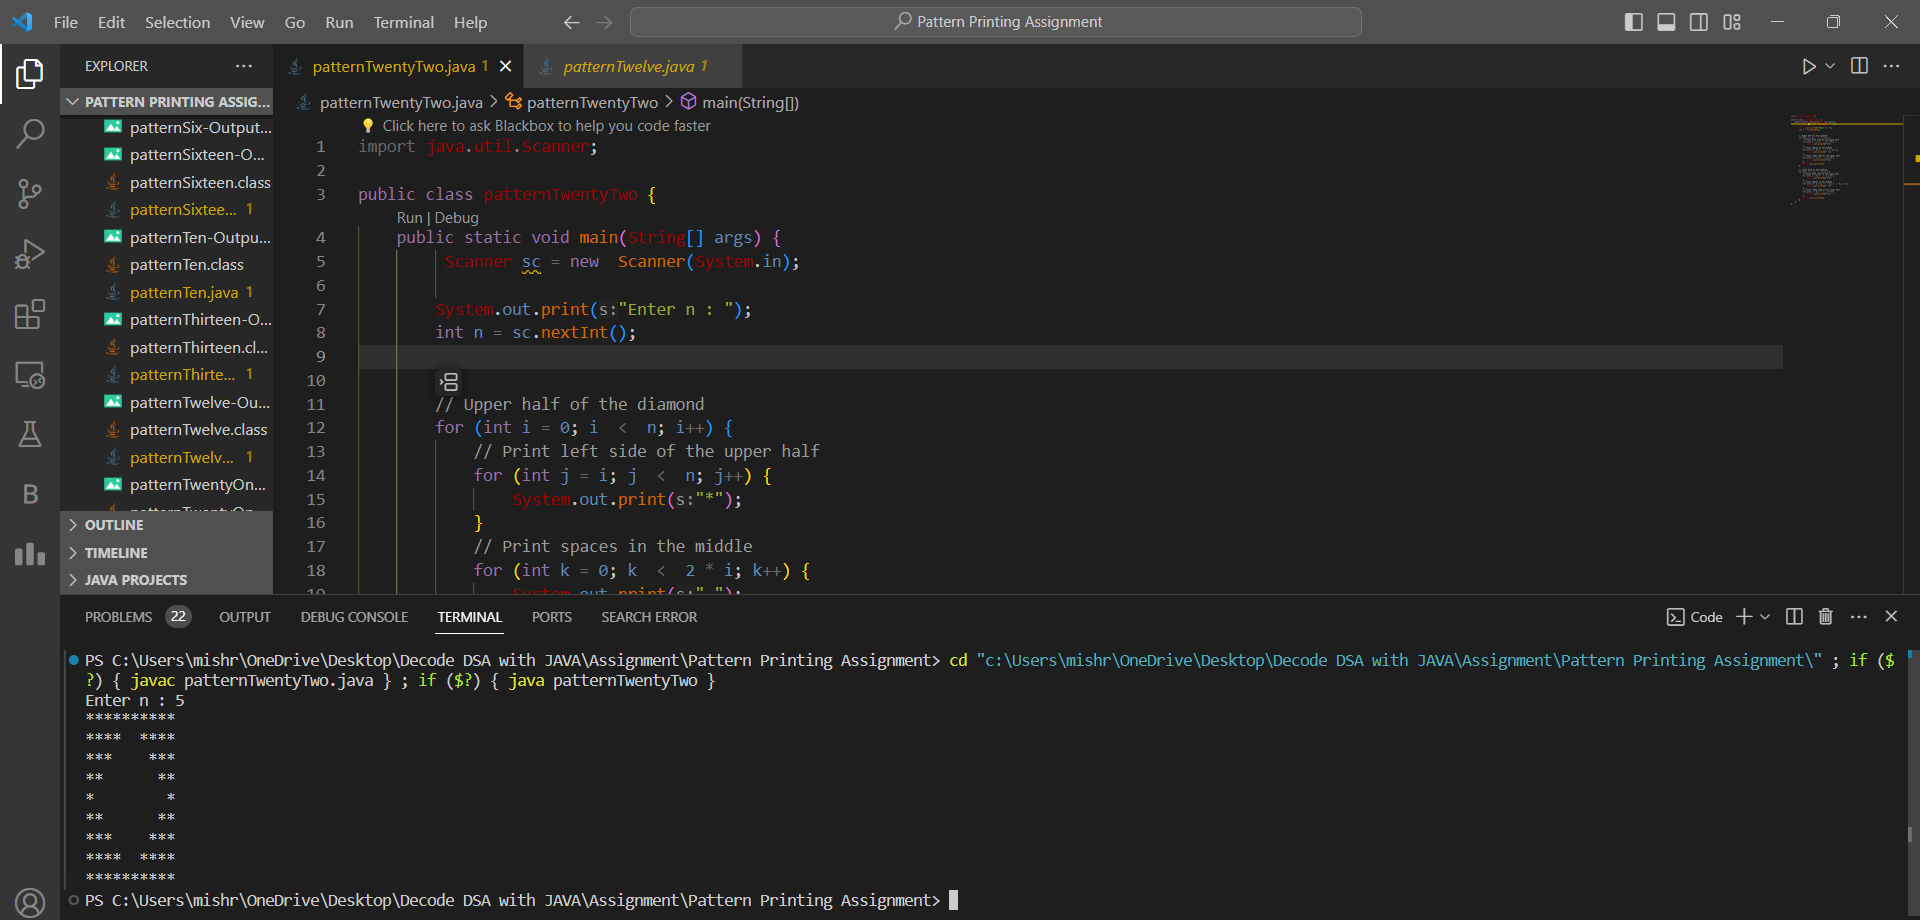 File Edit Selection View Go Run Terminal Help
Pattern Printing Assignment
EXPLORER
PATTERN PRINTING ASSIG...
patternSix-Output...
patternSixteen-O...
patternSixteen.class
patternSixtee... 1
patternTen-Outpu...
patternTen.class
patternTen.java 1
patternThirteen-O...
patternThirteen.cl...
patternThirte... 1
patternTwelve-Ou...
patternTwelve.class
patternTwelv... 1
patternTwentyOn...
OUTLINE
TIMELINE
JAVA PROJECTS
patternTwentyTwo.java 1
patternTwelve.java 1
patternTwentyTwo.java > patternTwentyTwo > main(String[])
Click here to ask Blackbox to help you code faster
1 import java.util.Scanner;
2
3 public class patternTwentyTwo {
Run | Debug
4 public static void main(String[] args) {
5 Scanner sc = new Scanner(System.in);
6
7 System.out.print(s:"Enter n : ");
8 int n = sc.nextInt();
9
10
11 // Upper half of the diamond
12 for (int i = 0; i < n; i++) {
13 // Print left side of the upper half
14 for (int j = i; j < n; j++) {
15 System.out.print(s:"*");
16 }
17 // Print spaces in the middle
18 for (int k = 0; k < 2 * i; k++) {
19 System.out.print(s:" ");
PROBLEMS 22 OUTPUT DEBUG CONSOLE TERMINAL PORTS SEARCH ERROR
Code
PS C:\Users\mishr\OneDrive\Desktop\Decode DSA with JAVA\Assignment\Pattern Printing Assignment> cd "c:\Users\mishr\OneDrive\Desktop\Decode DSA with JAVA\Assignment\Pattern Printing Assignment\" ; if ($
?) { javac patternTwentyTwo.java } ; if ($?) { java patternTwentyTwo }
Enter n : 5
**********
****  ****
***    ***
**      **
*        *
**      **
***    ***
****  ****
**********
PS C:\Users\mishr\OneDrive\Desktop\Decode DSA with JAVA\Assignment\Pattern Printing Assignment>